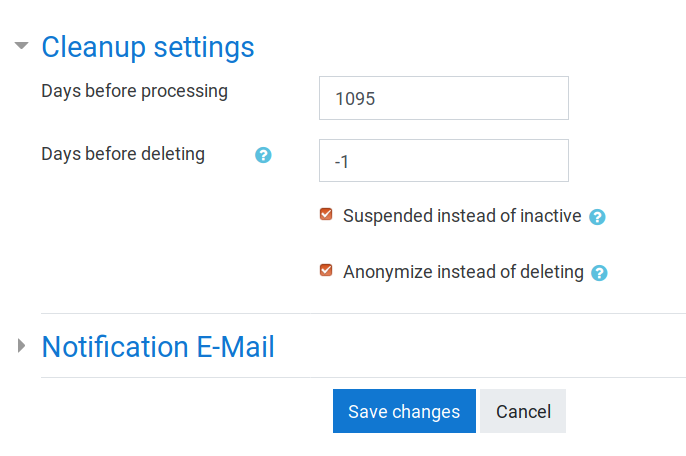 Cleanup settings
Days before processing
1095
Days before deleting
?
-1
Suspended instead of inactive ?
Anonymize instead of deleting ?
Notification E-Mail
Save changes
Cancel